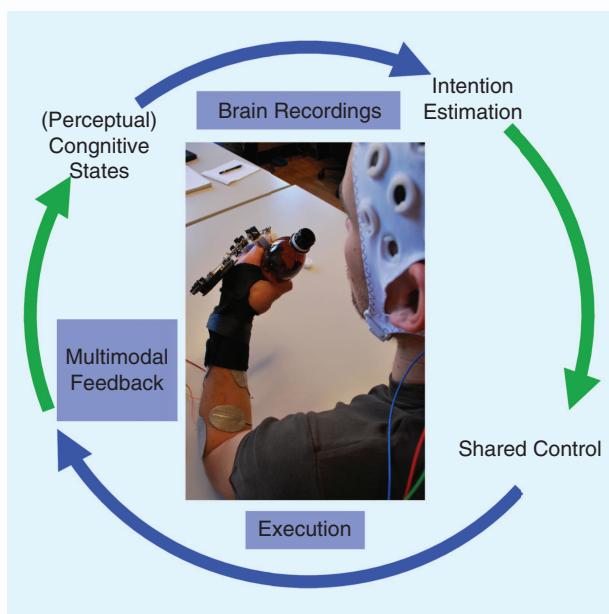 Brain Recordings
Intention
Estimation
(Perceptual)
Congnitive
States
Multimodal
Feedback
Shared Control
Execution